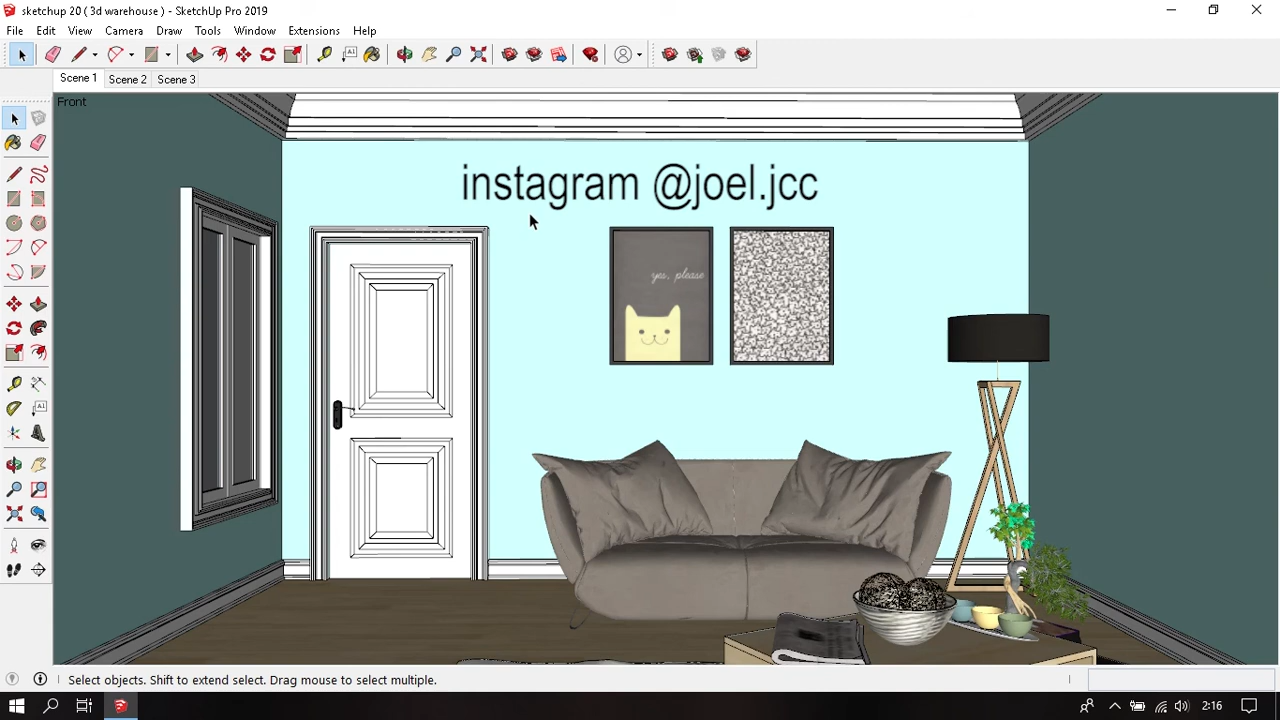 sketchup 20 ( 3d warehouse ) - SketchUp Pro 2019
File Edit View Camera Draw Tools Window Extensions Help
Scene 1 Scene 2 Scene 3
Front
instagram @joel.jcc
yes, please
Select objects. Shift to extend select. Drag mouse to select multiple.
2:16